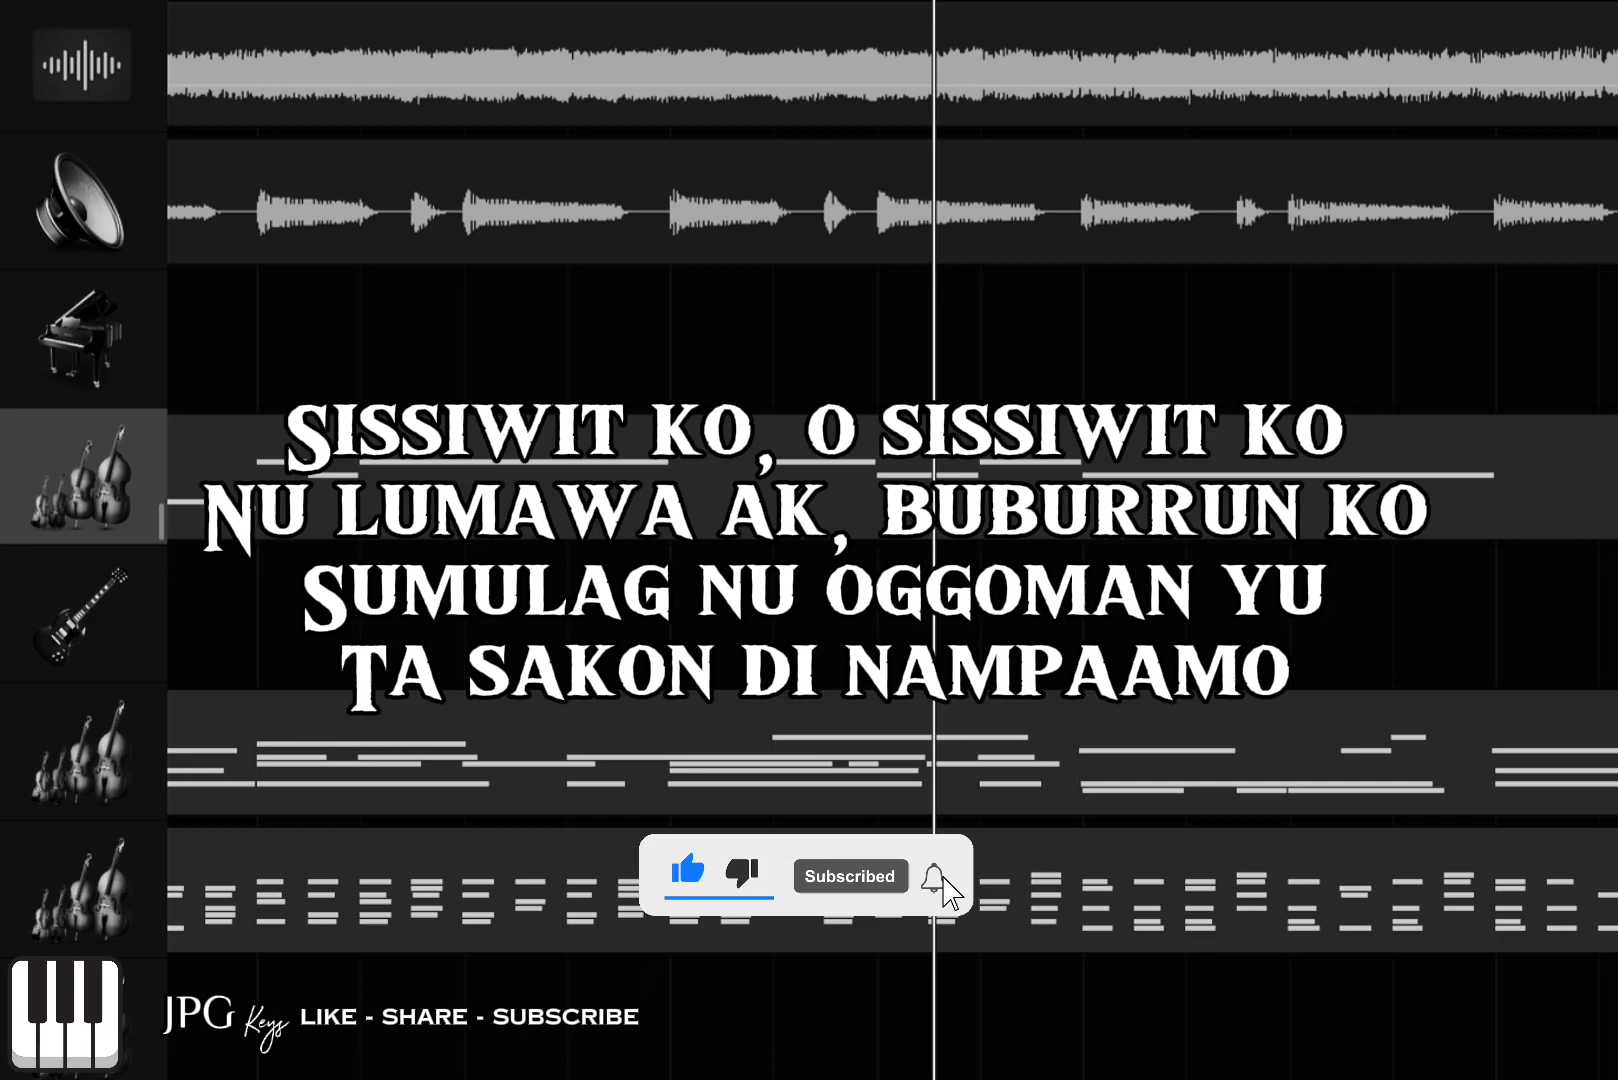 Sissiwit ko, o sissiwit ko
Nu lumawa ak, buburrun ko
Sumulag nu oggoman yu
Ta sakon di nampaamo
Subscribed
JPG Keys LIKE - SHARE - SUBSCRIBE